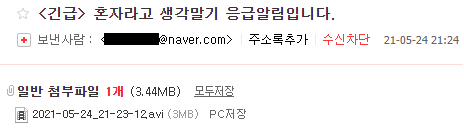 <긴급> 혼자라고 생각말기 응급알림입니다.
보낸사람 : <@naver.com> 주소록추가 수신차단 21-05-24 21:24
일반 첨부파일 1개 (3.44MB) 모두저장
2021-05-24_21-23-12.avi (3MB) PC저장